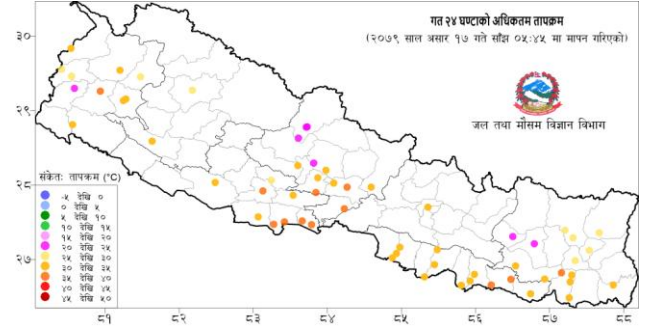 गत २४ घण्टाको अधिकतम तापक्रम
(२०७९ साल असार १७ गते साँझ ०५:४५ मा मापन गरिएको)
जल तथा मौसम विज्ञान विभाग
३०
२९
२८
२७
संकेतः तापक्रम (°C)
-५ देखि ०
० देखि ५
५ देखि १०
१० देखि १५
१५ देखि २०
२० देखि २५
२५ देखि ३०
३० देखि ३५
३५ देखि ४०
४० देखि ४५
४५ देखि ५०
८१ ८२ ८३ ८४ ८५ ८६ ८७ ८८